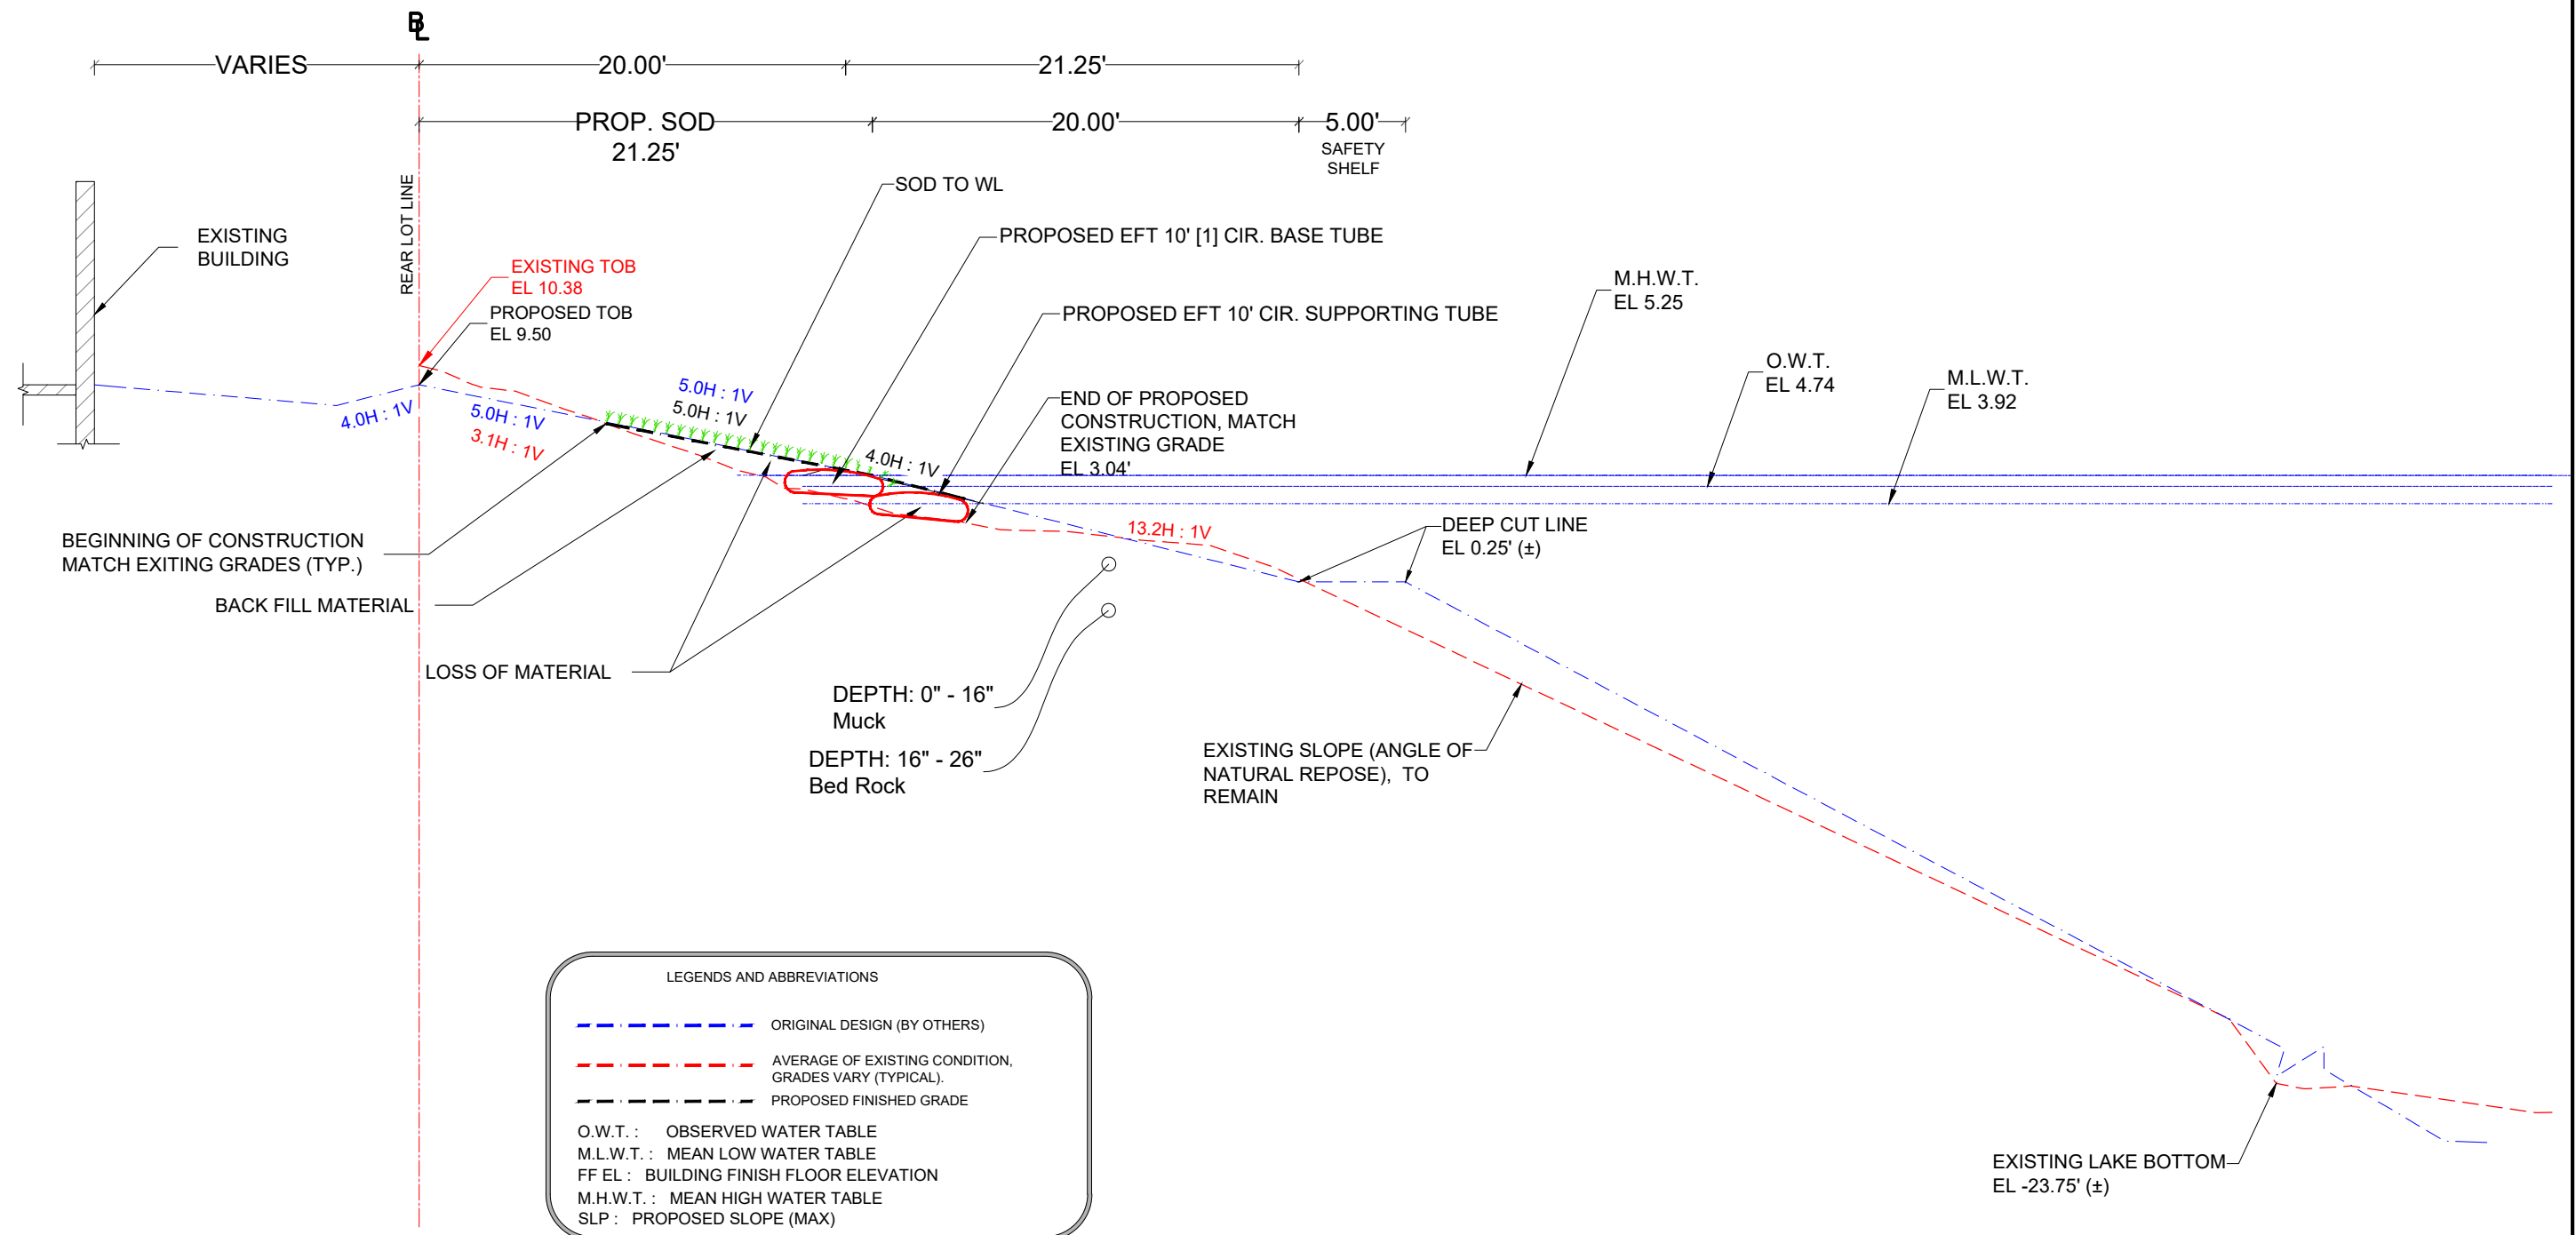 BL
VARIES
20.00'
21.25'
PROP. SOD
21.25'
20.00'
5.00'
SAFETY
SHELF
REAR LOT LINE
SOD TO WL
EXISTING
BUILDING
PROPOSED EFT 10' [1] CIR. BASE TUBE
EXISTING TOB
EL 10.38
PROPOSED TOB
EL 9.50
PROPOSED EFT 10' CIR. SUPPORTING TUBE
M.H.W.T.
EL 5.25
O.W.T.
EL 4.74
M.L.W.T.
EL 3.92
4.0H : 1V
5.0H : 1V
3.1H : 1V
5.0H : 1V
5.0H : 1V
4.0H : 1V
END OF PROPOSED
CONSTRUCTION, MATCH
EXISTING GRADE
EL 3.04'
13.2H : 1V
DEEP CUT LINE
EL 0.25' (±)
BEGINNING OF CONSTRUCTION
MATCH EXITING GRADES (TYP.)
BACK FILL MATERIAL
LOSS OF MATERIAL
DEPTH: 0" - 16"
Muck
DEPTH: 16" - 26"
Bed Rock
EXISTING SLOPE (ANGLE OF
NATURAL REPOSE), TO
REMAIN
EXISTING LAKE BOTTOM
EL -23.75' (±)
LEGENDS AND ABBREVIATIONS
ORIGINAL DESIGN (BY OTHERS)
AVERAGE OF EXISTING CONDITION,
GRADES VARY (TYPICAL).
PROPOSED FINISHED GRADE
O.W.T. : OBSERVED WATER TABLE
M.L.W.T. : MEAN LOW WATER TABLE
FF EL : BUILDING FINISH FLOOR ELEVATION
M.H.W.T. : MEAN HIGH WATER TABLE
SLP : PROPOSED SLOPE (MAX)